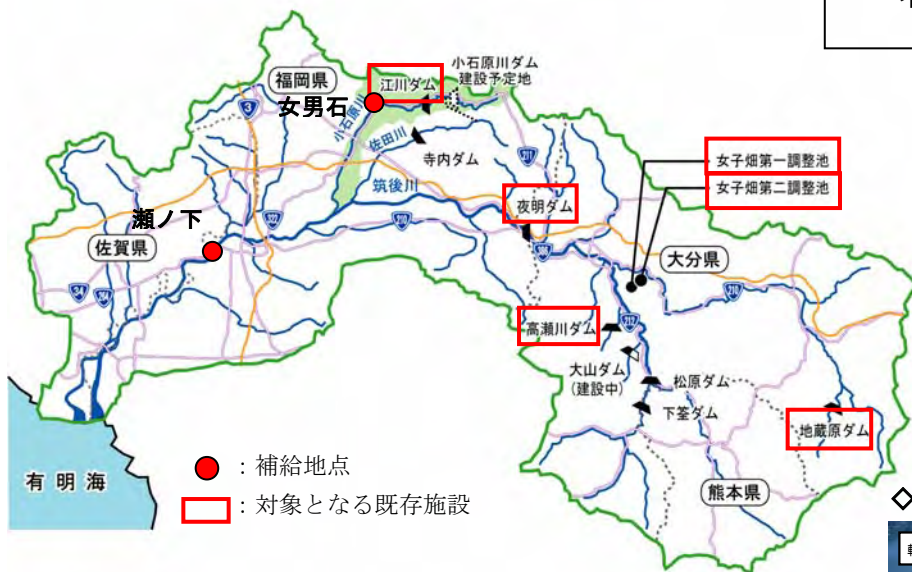 福岡県
江川ダム
小石原川ダム
建設予定地
女男石
小石原川
佐田川
寺内ダム
3
211
筑後川
女子畑第一調整池
女子畑第二調整池
夜明ダム
瀬ノ下
佐賀県
大分県
210
34
高瀬川ダム
212
大山ダム
(建設中)
松原ダム
下筌ダム
地蔵原ダム
有明海
熊本県
：補給地点
：対象となる既存施設